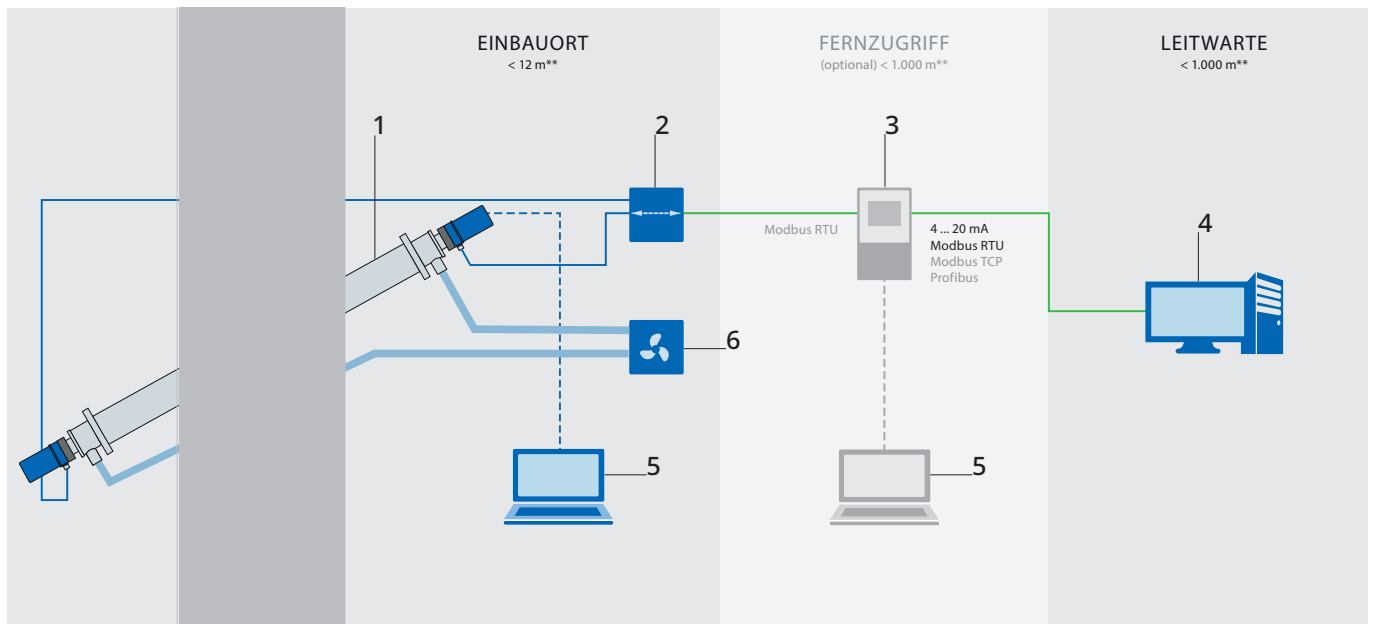 EINBAUORT
< 12 m**
FERNZUGRIFF
(optional) < 1.000 m**
LEITWARTE
< 1.000 m**
1
2
3
4
Modbus RTU
4 ... 20 mA
Modbus RTU
Modbus TCP
Profibus
6
5
5